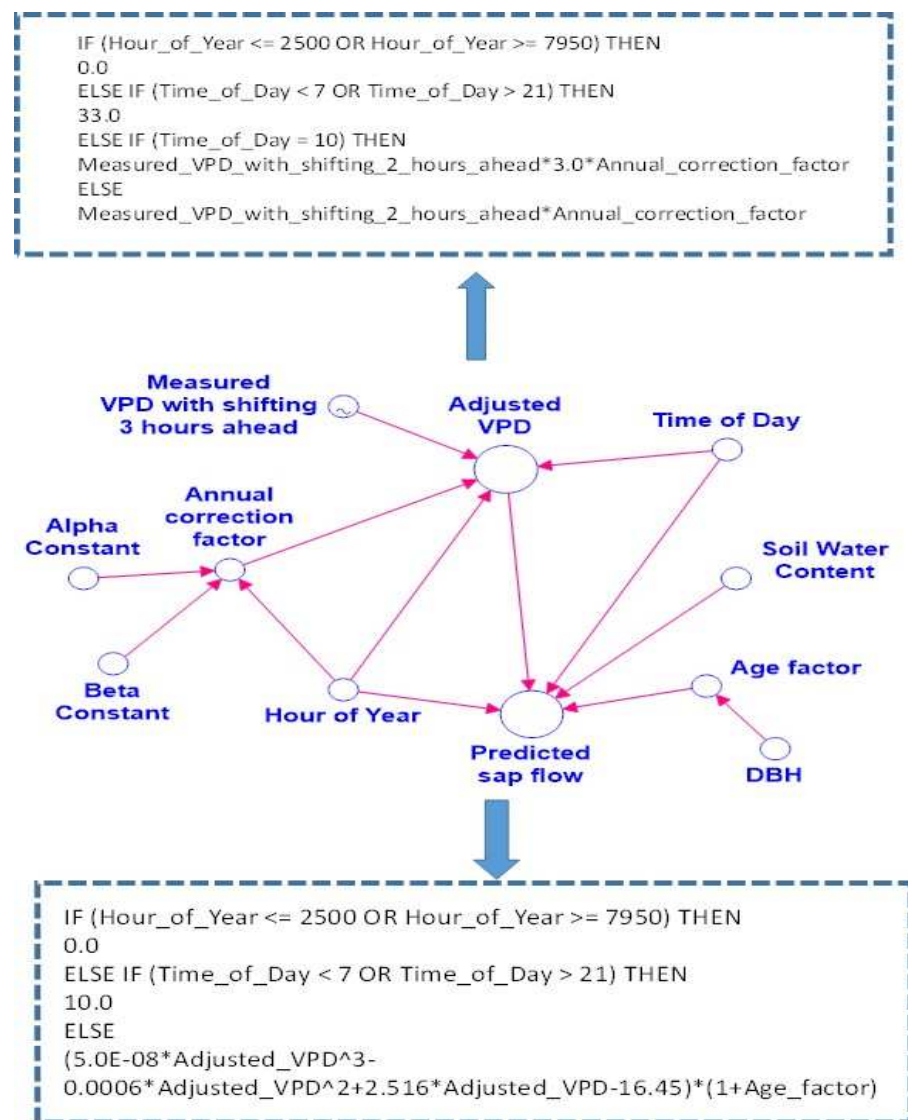 IF (Hour_of_Year <= 2500 OR Hour_of_Year >= 7950) THEN
0.0
ELSE IF (Time_of_Day < 7 OR Time_of_Day > 21) THEN
33.0
ELSE IF (Time_of_Day = 10) THEN
Measured_VPD_with_shifting_2_hours_ahead*3.0*Annual_correction_factor
ELSE
Measured_VPD_with_shifting_2_hours_ahead*Annual_correction_factor
Measured
VPD with shifting
3 hours ahead
Adjusted
VPD
Time of Day
Annual
correction
factor
Alpha
Constant
Soil Water
Content
Beta
Constant
Hour of Year
Age factor
Predicted
sap flow
DBH
IF (Hour_of_Year <= 2500 OR Hour_of_Year >= 7950) THEN
0.0
ELSE IF (Time_of_Day < 7 OR Time_of_Day > 21) THEN
10.0
ELSE
(5.0E-08*Adjusted_VPD^3-
0.0006*Adjusted_VPD^2+2.516*Adjusted_VPD-16.45)*(1+Age_factor)